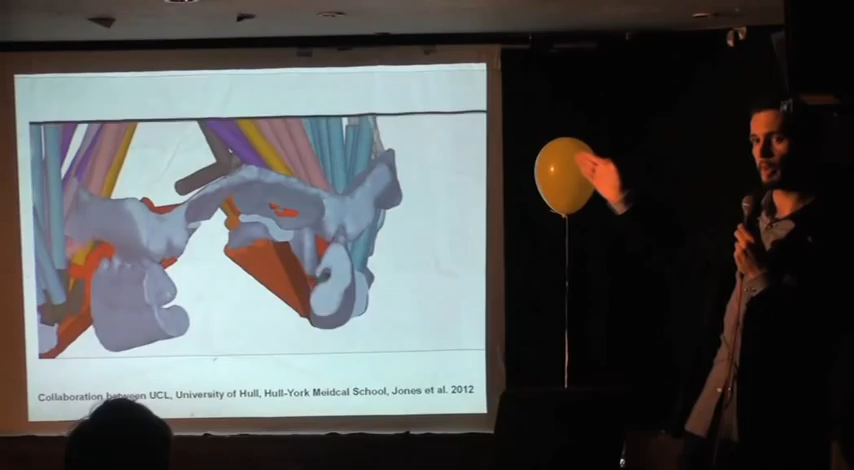 Collaboration between UCL, University of Hull, Hull-York Meidcal School, Jones et al. 2012